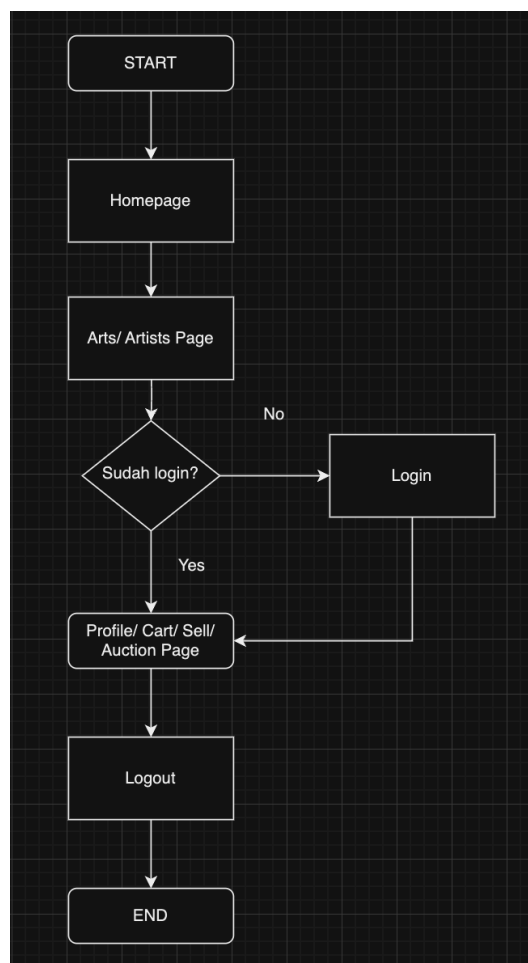 START
Homepage
Arts/ Artists Page
No
Sudah login?
Login
Yes
Profile/ Cart/ Sell/
Auction Page
Logout
END